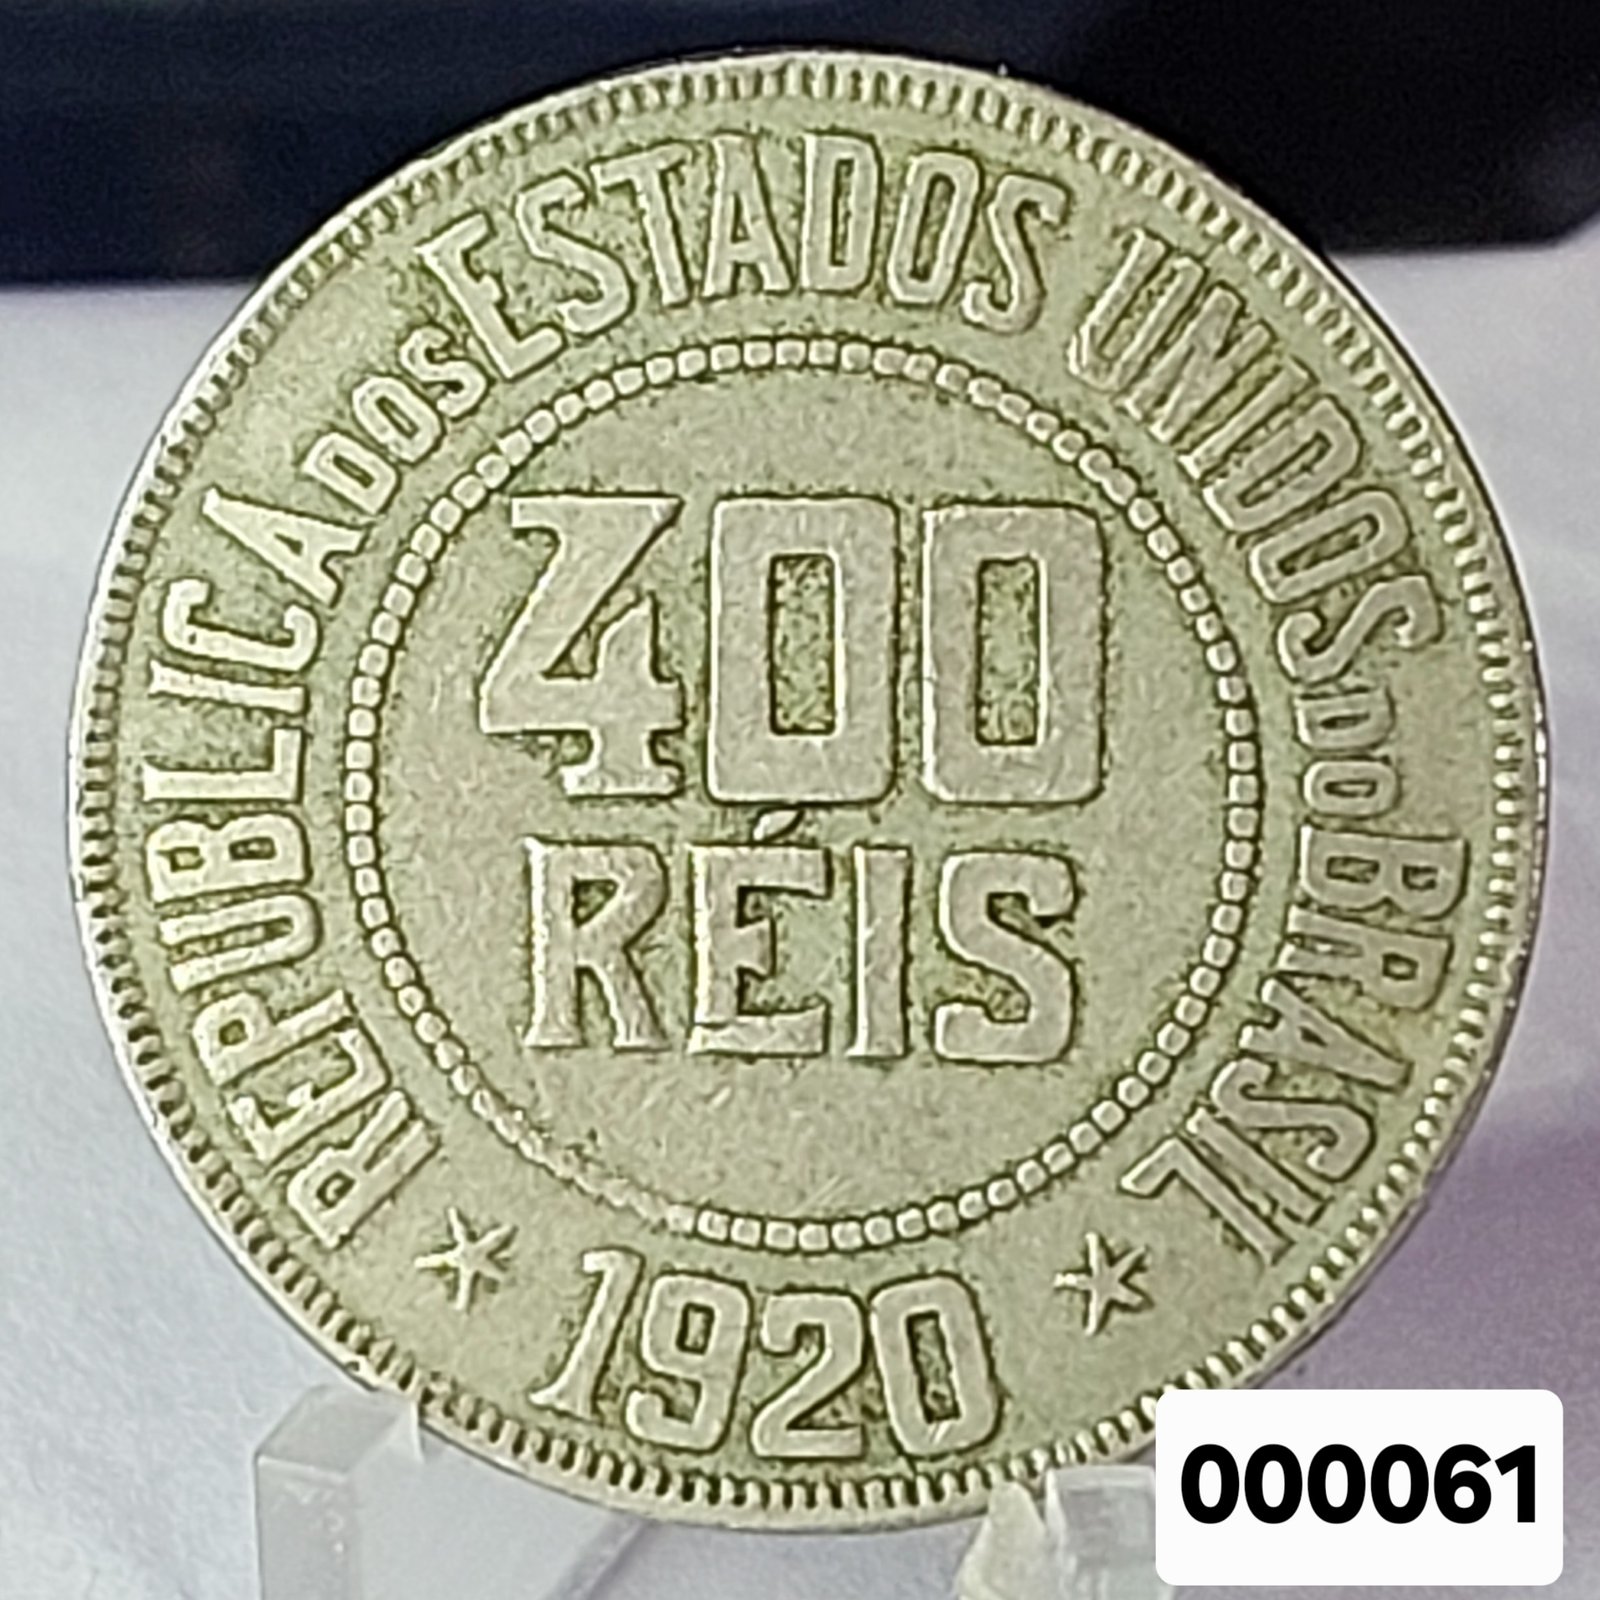 REPUBLICA DOS ESTADOS UNIDOS DO BRASIL
400
RÉIS
1920
000061